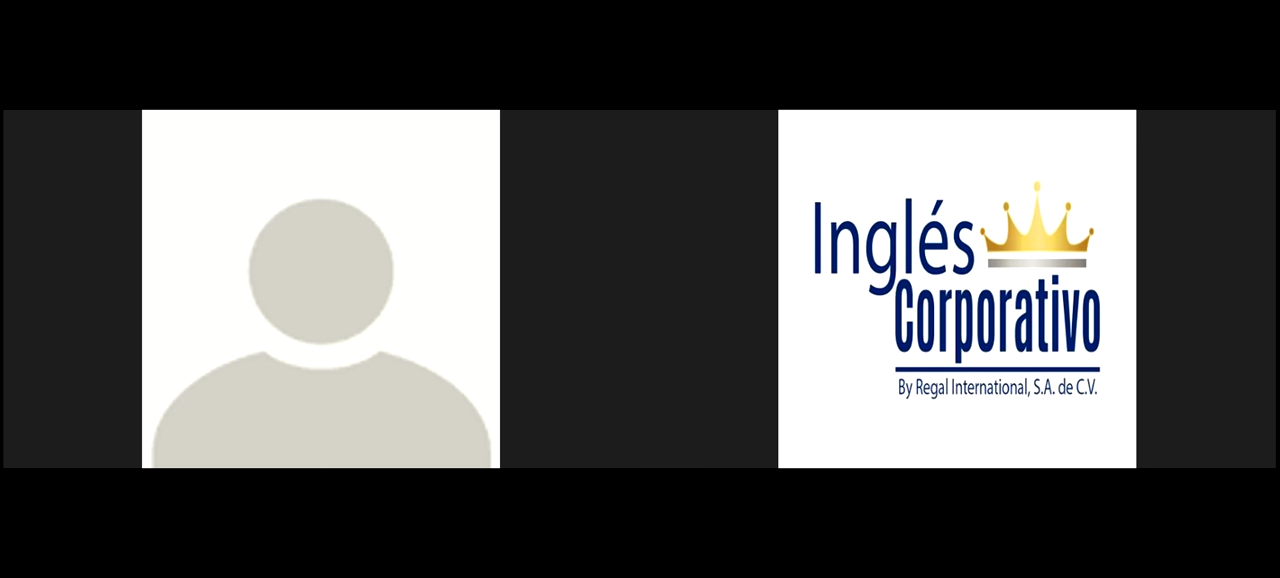 Inglés
Corporativo
By Regal International, S.A. de C.V.